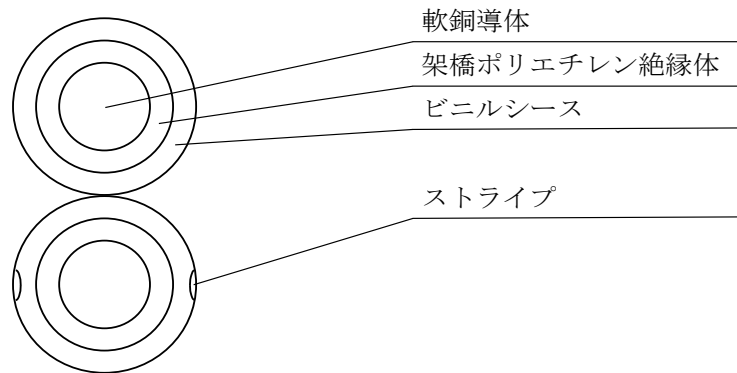 軟銅導体
架橋ポリエチレン絶縁体
ビニルシース
ストライプ